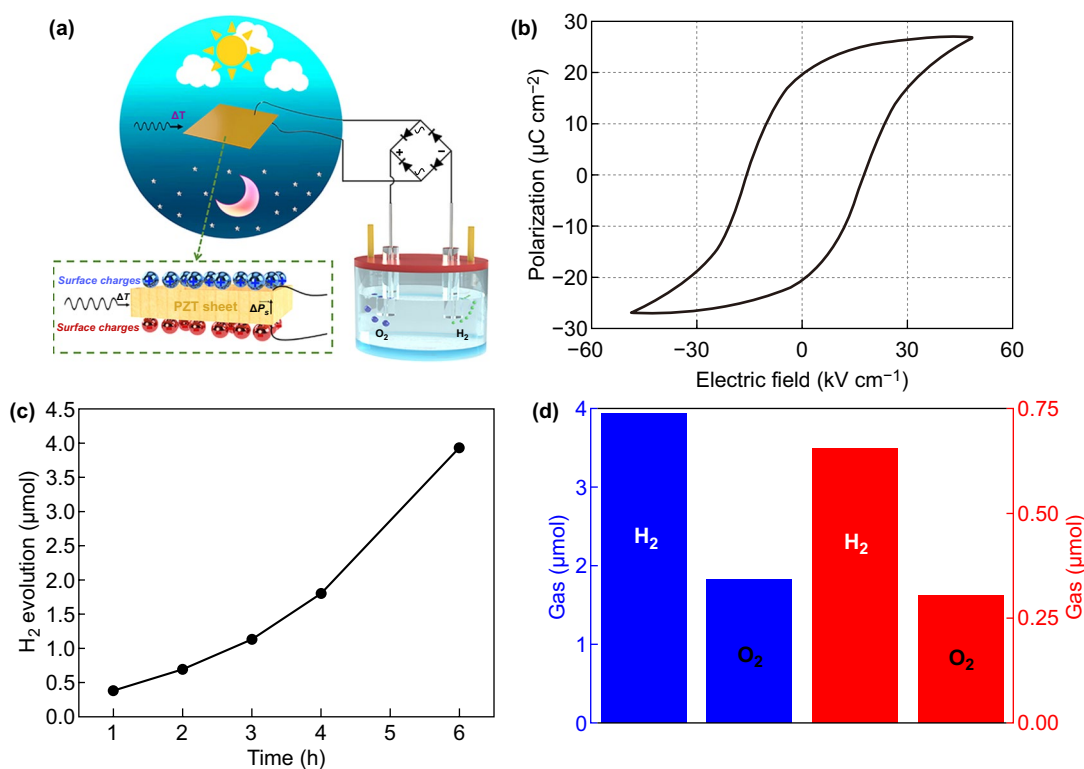 (a)
ΔT
+
−
Surface charges
ΔT
PZT sheet
ΔPₛ
Surface charges
O₂
H₂
(b)
Polarization (µC cm⁻²)
30
20
10
0
−10
−20
−30
−60
−30
0
30
60
Electric field (kV cm⁻¹)
(c)
H₂ evolution (µmol)
4.5
4.0
3.5
3.0
2.5
2.0
1.5
1.0
0.5
0.0
1
2
3
4
5
6
Time (h)
(d)
Gas (µmol)
4
3
2
1
0
H₂
O₂
H₂
O₂
0.75
0.50
0.25
0.00
Gas (µmol)